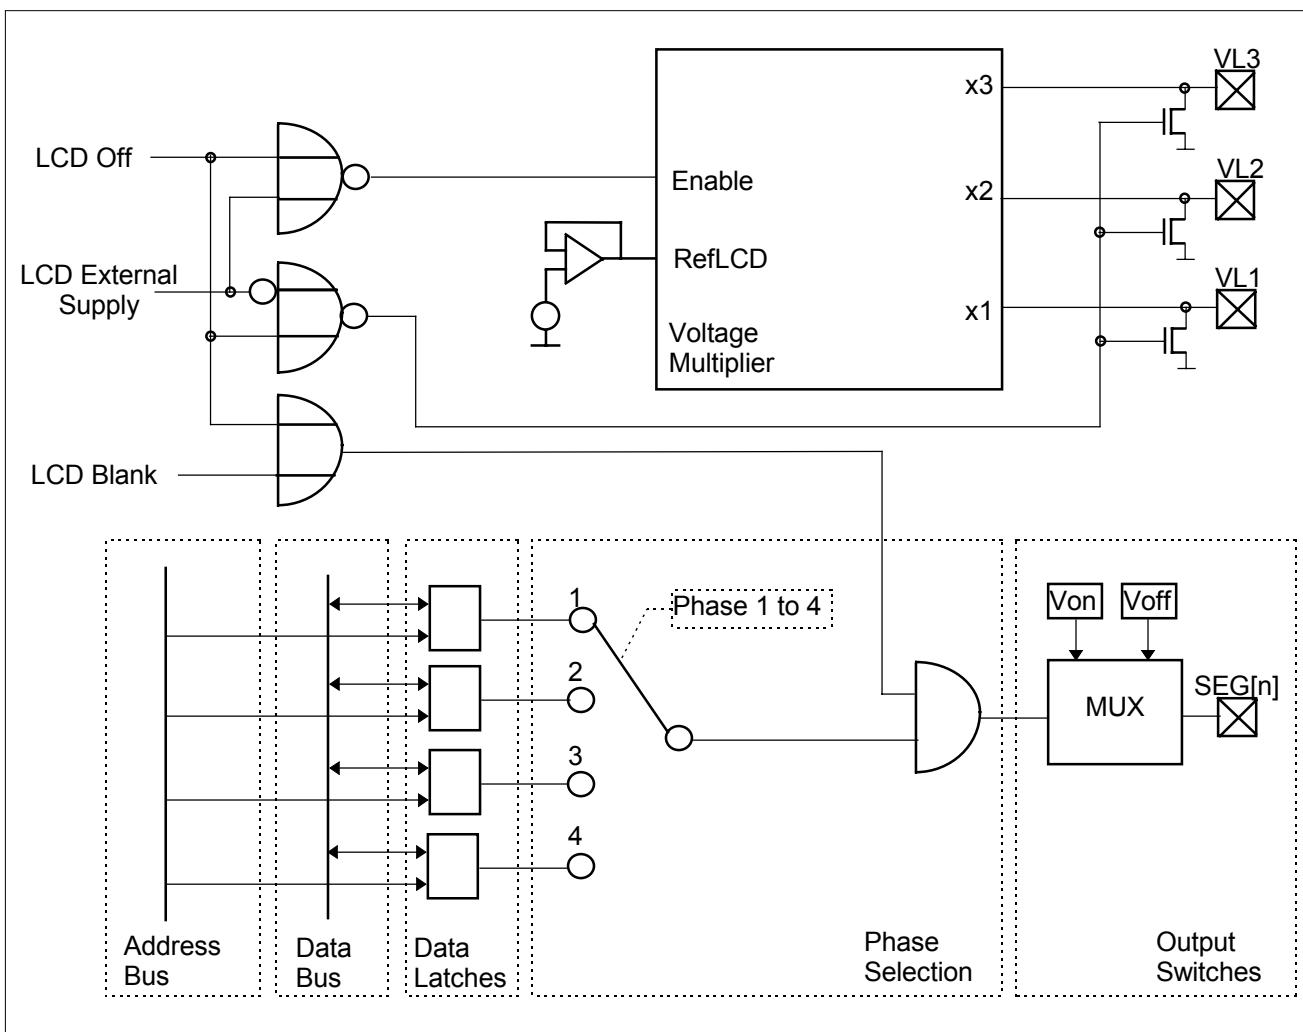 VL3
x3
LCD Off
Enable
x2
VL2
LCD External
Supply
RefLCD
VL1
x1
Voltage
Multiplier
LCD Blank
1
Phase 1 to 4
Von
Voff
2
SEG[n]
MUX
3
4
Address
Bus
Data
Bus
Data
Latches
Phase
Selection
Output
Switches